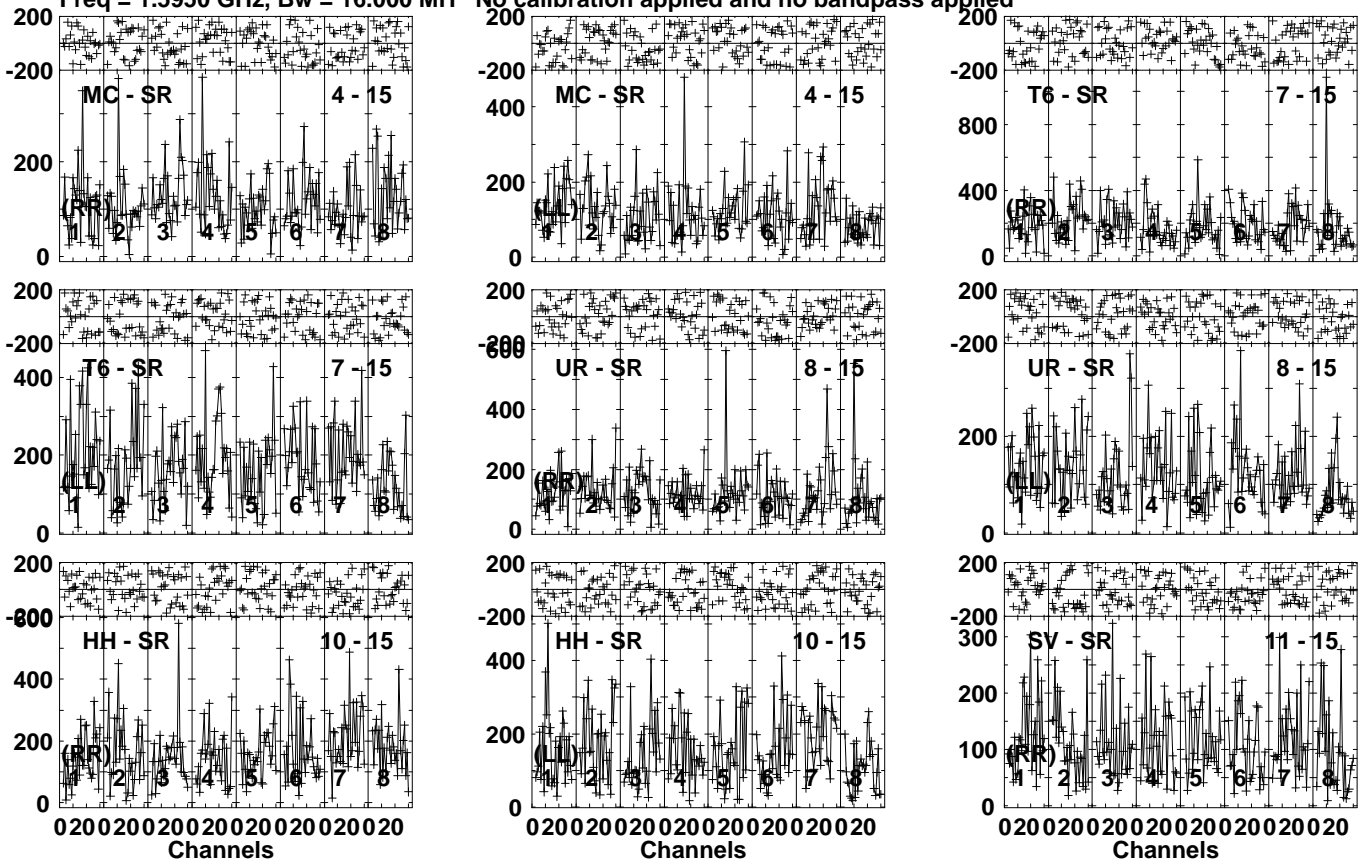 Freq = 1.5950 GHz, Bw = 16.000 MH No calibration applied and no bandpass applied
200 200 200
-200 -200 -200
MC - SR 4 - 15 MC - SR 4 - 15 T6 - SR 7 - 15
400 800
200 200 400
(RR) (LL) (RR)
1 2 3 4 5 6 7 8 1 2 3 4 5 6 7 8 1 2 3 4 5 6 7 8
0 0 0
200 200 200
-200 -200 -200
600
T6 - SR 7 - 15 UR - SR 8 - 15 UR - SR 8 - 15
400 400
200 200 200
(LL) (RR) (LL)
1 2 3 4 5 6 7 8 1 2 3 4 5 6 7 8 1 2 3 4 5 6 7 8
0 0 0
200 200 200
-200 -200 -200
600 300
HH - SR 10 - 15 HH - SR 10 - 15 SV - SR 11 - 15
400 400 200
200 200 100
(RR) (LL) (RR)
1 2 3 4 5 6 7 8 1 2 3 4 5 6 7 8 1 2 3 4 5 6 7 8
0 0 0
0 20 0 20 0 20 0 20 0 20 0 20 0 20 0 20 0 20 0 20 0 20 0 20 0 20 0 20 0 20 0 20 0 20 0 20 0 20 0 20 0 20 0 20 0 20 0 20
Channels Channels Channels